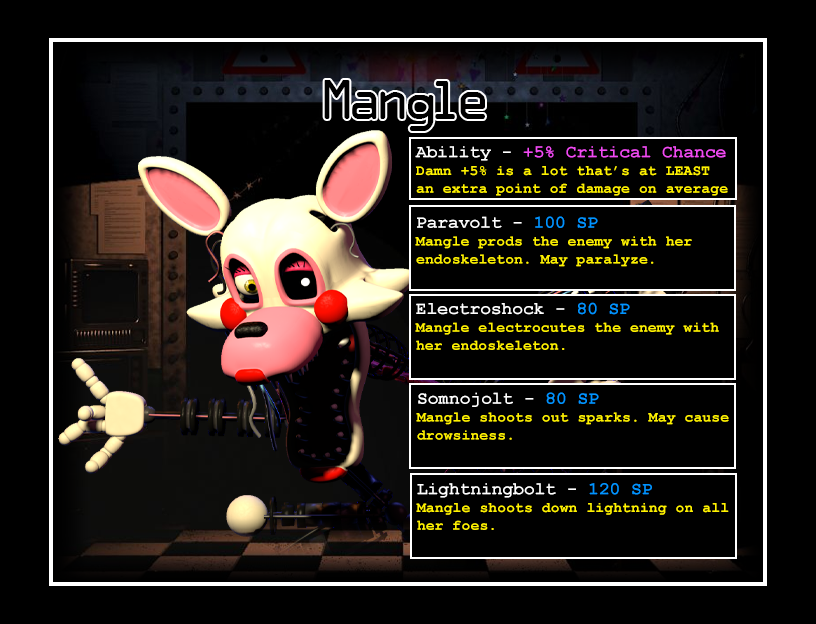 Mangle
Ability - +5% Critical Chance
Damn +5% is a lot that's at LEAST
an extra point of damage on average
Paravolt - 100 SP
Mangle prods the enemy with her
endoskeleton. May paralyze.
Electroshock - 80 SP
Mangle electrocutes the enemy with
her endoskeleton.
Somnojolt - 80 SP
Mangle shoots out sparks. May cause
drowsiness.
Lightningbolt - 120 SP
Mangle shoots down lightning on all
her foes.